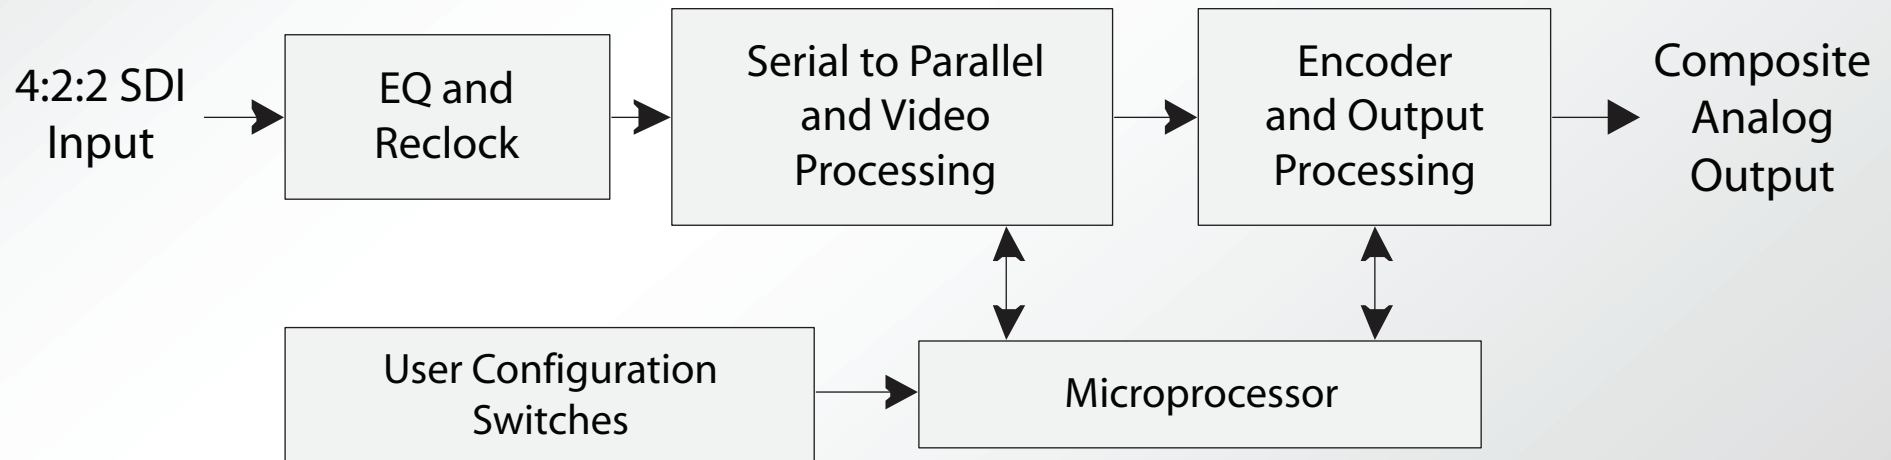 4:2:2 SDI
Input
EQ and
Reclock
Serial to Parallel
and Video
Processing
Encoder
and Output
Processing
Composite
Analog
Output
User Configuration
Switches
Microprocessor